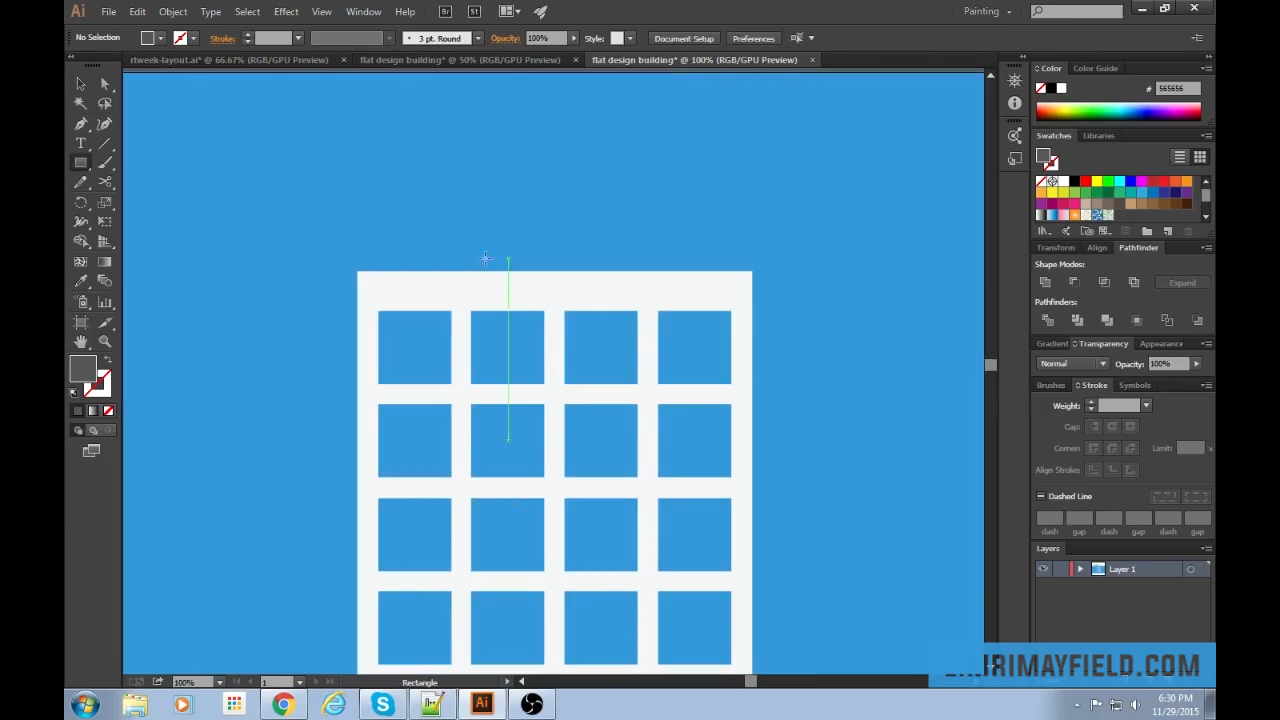 Ai File Edit Object Type Select Effect View Window Help Br St Painting
No Selection Stroke: 3 pt. Round Opacity: 100% Style: Document Setup Preferences
rtweek-layout.ai* @ 66.67% (RGB/GPU Preview) × flat design building* @ 50% (RGB/GPU Preview) × flat design building* @ 100% (RGB/GPU Preview) ×
Color Color Guide
# 565656
Swatches Libraries
Transform Align Pathfinder
Shape Modes:
Expand
Pathfinders:
Gradient Transparency Appearance
Normal Opacity: 100%
Brushes Stroke Symbols
Weight:
Cap:
Corner: Limit: x
Align Stroke:
Dashed Line
dash gap dash gap dash gap
Layers
Layer 1
MAYFIELD.COM
100% 1 Rectangle
Ai
6:30 PM
11/29/2015